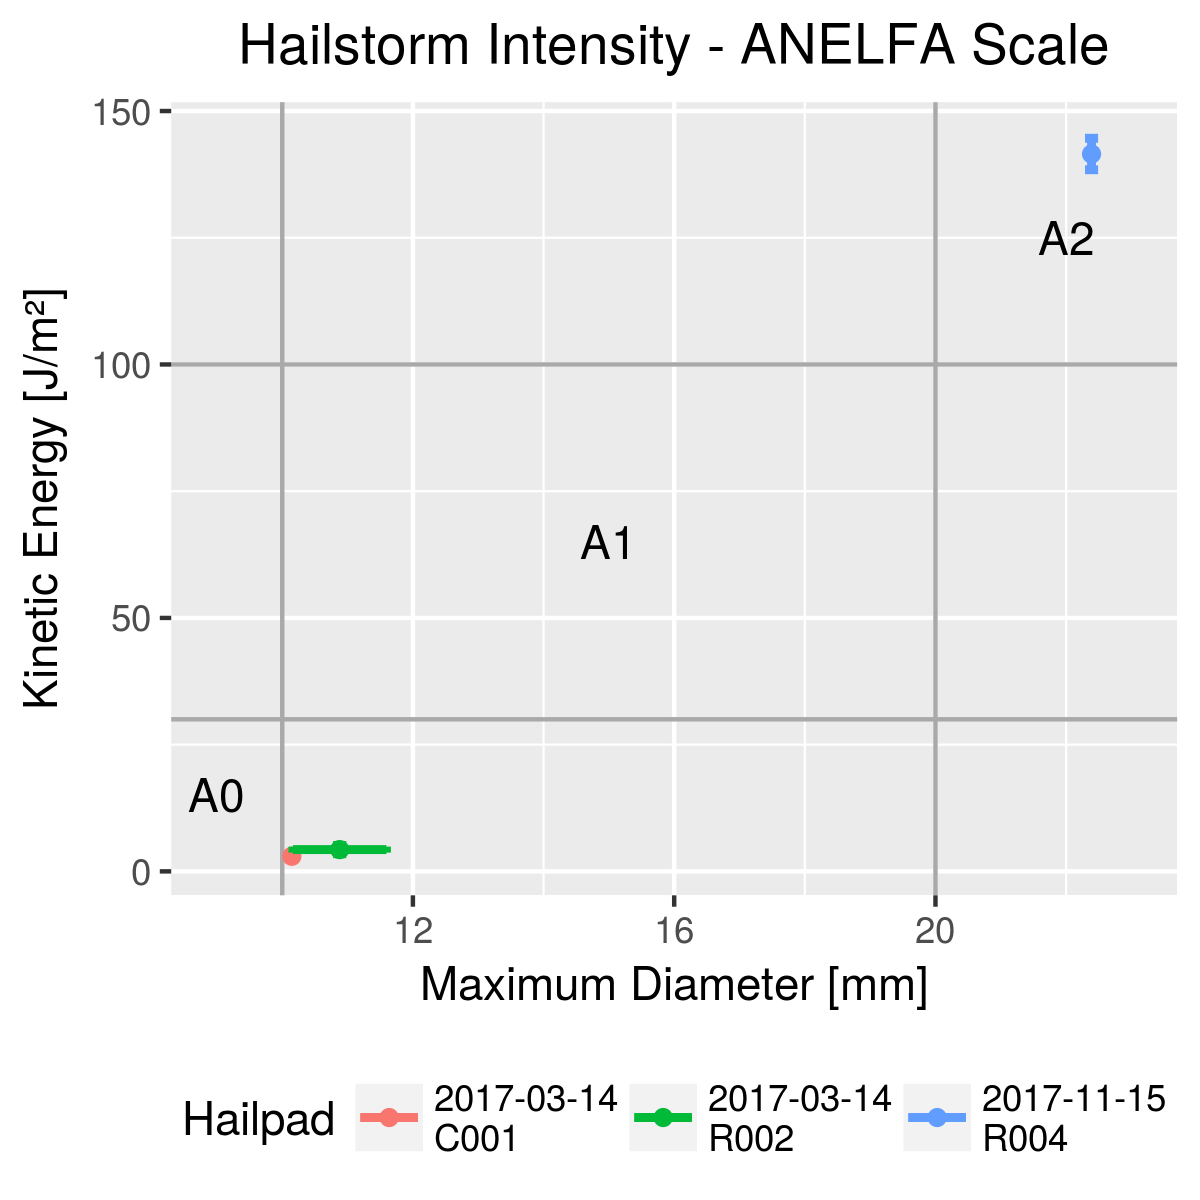 Hailstorm Intensity - ANELFA Scale
Kinetic Energy [J/m²]
150
100
50
0
A2
A1
A0
12
16
20
Maximum Diameter [mm]
Hailpad
2017-03-14
C001
2017-03-14
R002
2017-11-15
R004